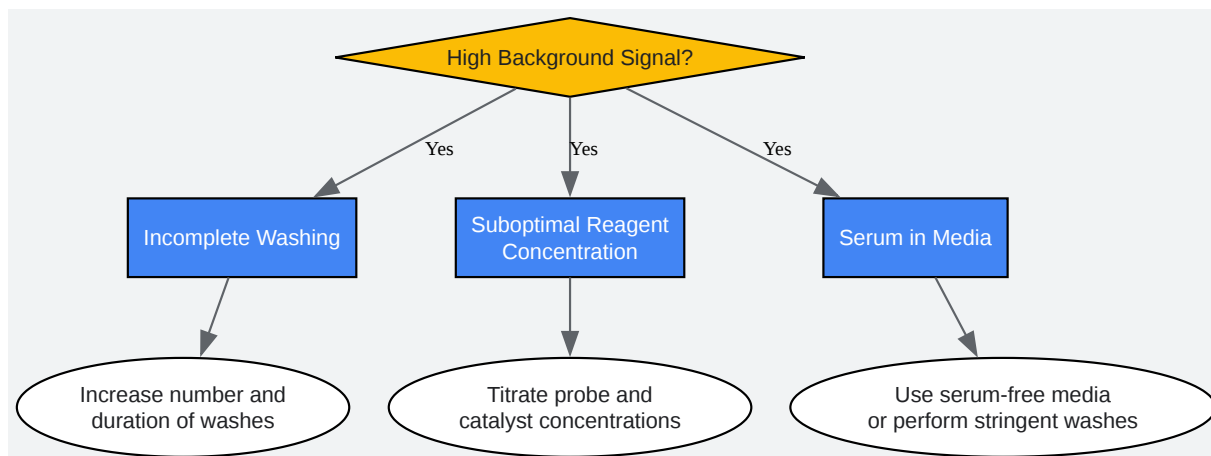 High Background Signal?
Yes
Yes
Yes
Incomplete Washing
Suboptimal Reagent
Concentration
Serum in Media
Increase number and
duration of washes
Titrate probe and
catalyst concentrations
Use serum-free media
or perform stringent washes